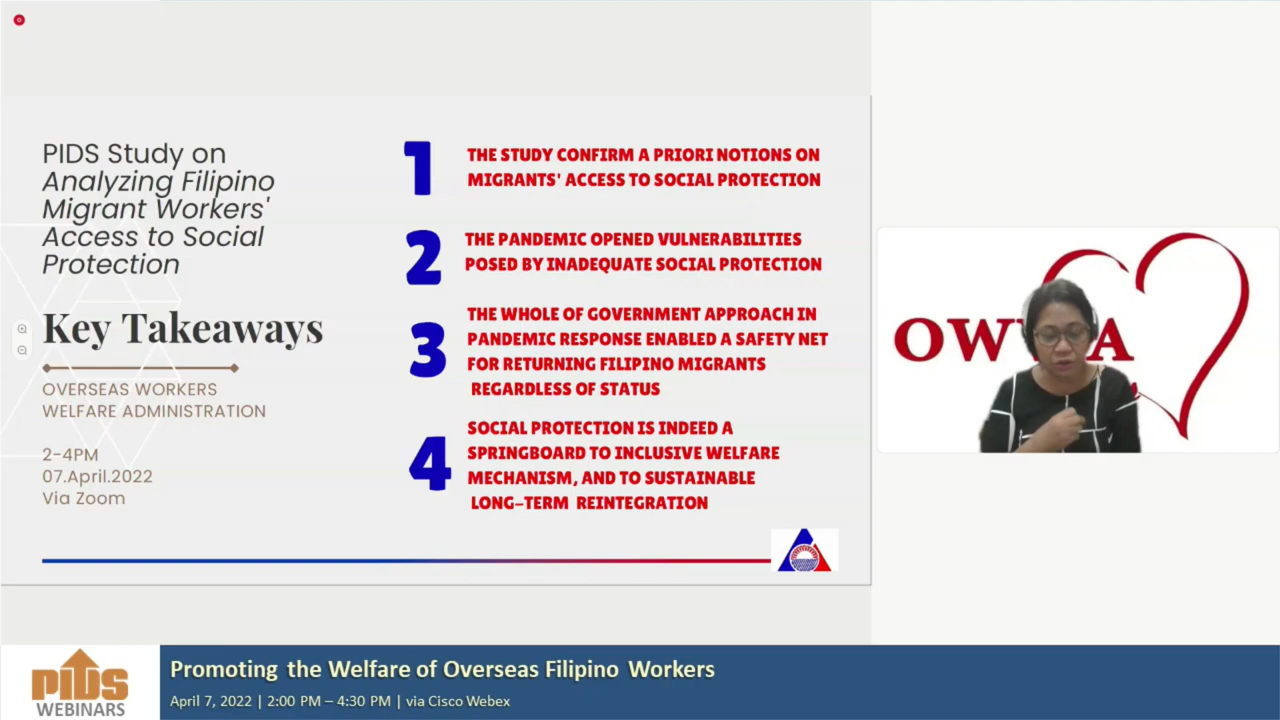 PIDS Study on
Analyzing Filipino
Migrant Workers'
Access to Social
Protection
Key Takeaways
OVERSEAS WORKERS
WELFARE ADMINISTRATION
2-4PM
07.April.2022
Via Zoom
1
THE STUDY CONFIRM A PRIORI NOTIONS ON
MIGRANTS' ACCESS TO SOCIAL PROTECTION
2
THE PANDEMIC OPENED VULNERABILITIES
POSED BY INADEQUATE SOCIAL PROTECTION
3
THE WHOLE OF GOVERNMENT APPROACH IN
PANDEMIC RESPONSE ENABLED A SAFETY NET
FOR RETURNING FILIPINO MIGRANTS
REGARDLESS OF STATUS
4
SOCIAL PROTECTION IS INDEED A
SPRINGBOARD TO INCLUSIVE WELFARE
MECHANISM, AND TO SUSTAINABLE
LONG-TERM REINTEGRATION
PIDS
WEBINARS
Promoting the Welfare of Overseas Filipino Workers
April 7, 2022 | 2:00 PM – 4:30 PM | via Cisco Webex